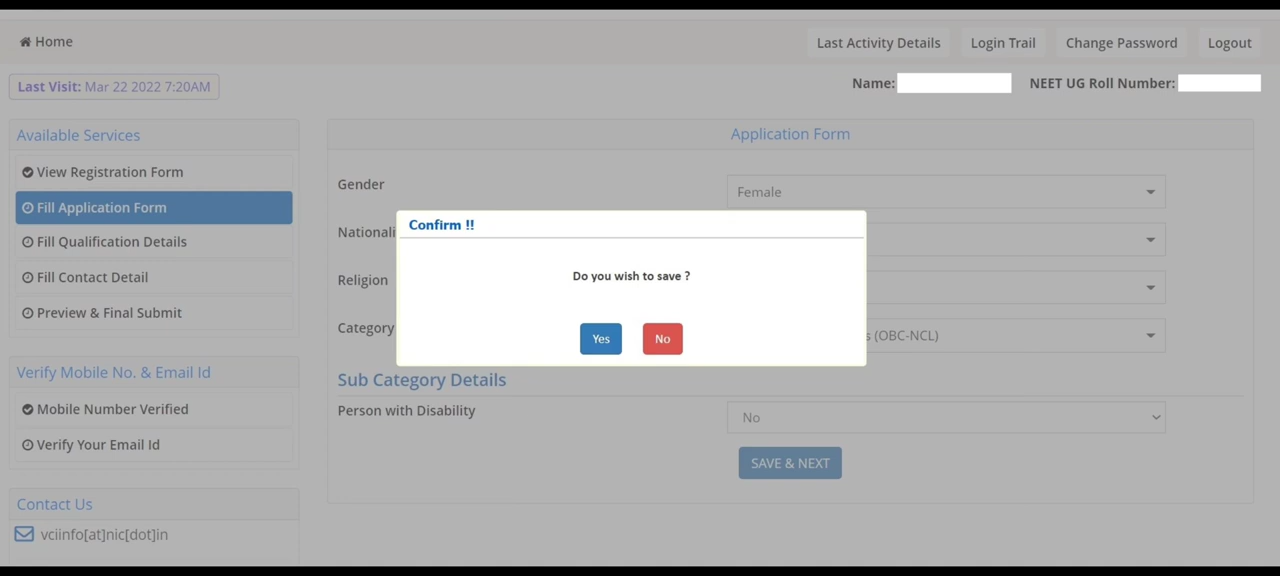 Home
Last Activity Details
Login Trail
Change Password
Logout
Last Visit: Mar 22 2022 7:20AM
Name:
NEET UG Roll Number:
Available Services
View Registration Form
Fill Application Form
Fill Qualification Details
Fill Contact Detail
Preview & Final Submit
Verify Mobile No. & Email Id
Mobile Number Verified
Verify Your Email Id
Contact Us
vciinfo[at]nic[dot]in
Application Form
Gender
Female
Confirm !!
Do you wish to save ?
Yes
No
Religion
Category
(OBC-NCL)
Sub Category Details
Person with Disability
No
SAVE & NEXT